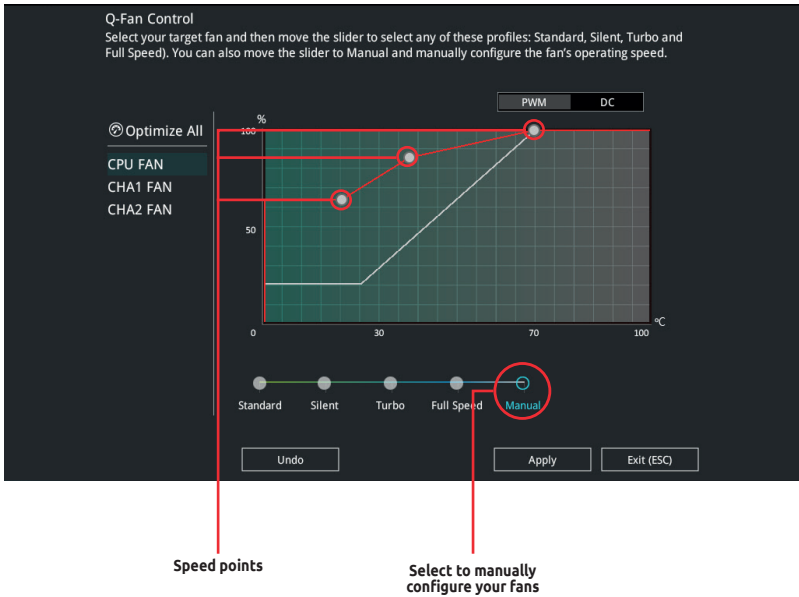 Q-Fan Control
Select your target fan and then move the slider to select any of these profiles: Standard, Silent, Turbo and
Full Speed). You can also move the slider to Manual and manually configure the fan's operating speed.
PWM DC
%
Optimize All
100
CPU FAN
CHA1 FAN
CHA2 FAN
50
ºC
0 30 70 100
Standard Silent Turbo Full Speed Manual
Undo Apply Exit (ESC)
Speed points
Select to manually
configure your fans